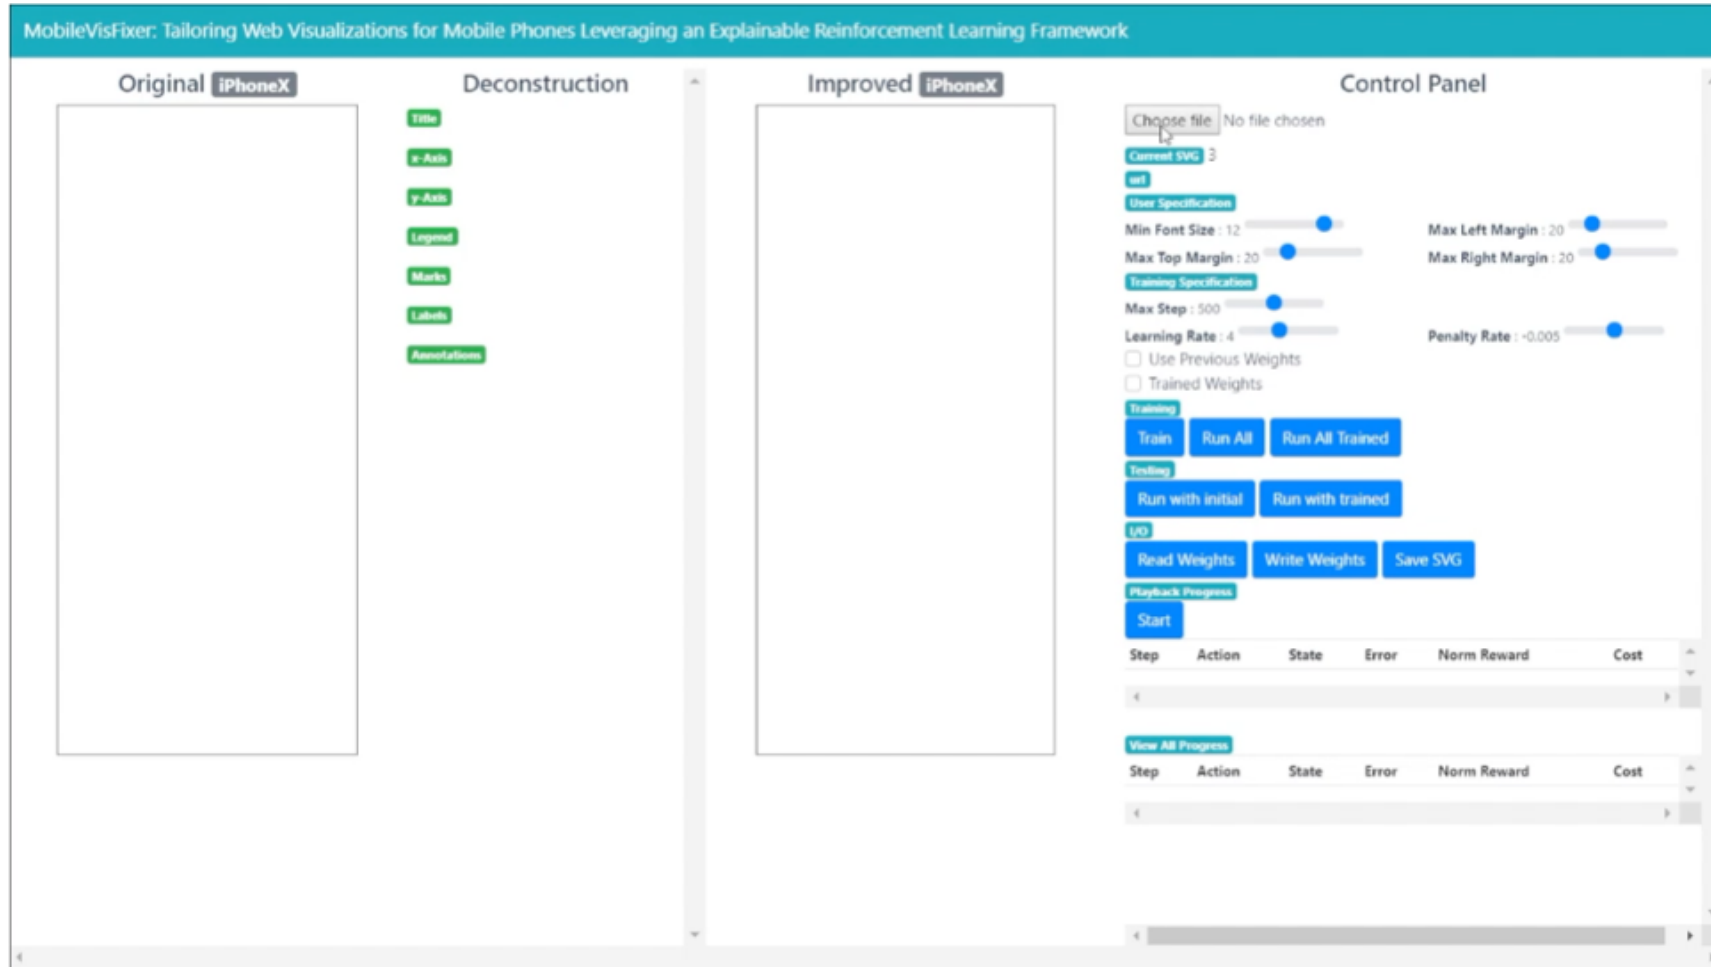 MobileVisFixer: Tailoring Web Visualizations for Mobile Phones Leveraging an Explainable Reinforcement Learning Framework
Original iPhoneX
Deconstruction
Title
x-Axis
y-Axis
Legend
Marks
Labels
Annotations
Improved iPhoneX
Control Panel
Choose file No file chosen
Current SVG 3
url
User Specification
Min Font Size : 12 Max Left Margin : 20
Max Top Margin : 20 Max Right Margin : 20
Training Specification
Max Step : 500
Learning Rate : 4 Penalty Rate : -0.005
Use Previous Weights
Trained Weights
Training
Train Run All Run All Trained
Testing
Run with initial Run with trained
I/O
Read Weights Write Weights Save SVG
Playback Progress
Start
Step Action State Error Norm Reward Cost
View All Progress
Step Action State Error Norm Reward Cost